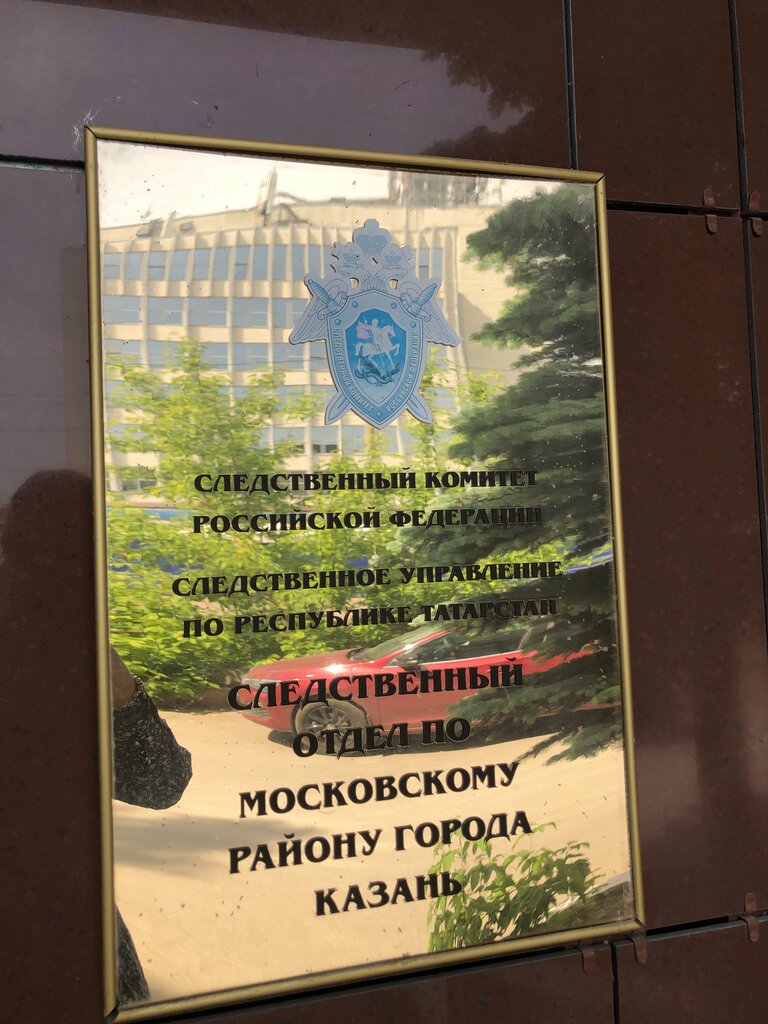 СЛЕДСТВЕННЫЙ КОМИТЕТ
РОССИЙСКОЙ ФЕДЕРАЦИИ
СЛЕДСТВЕННОЕ УПРАВЛЕНИЕ
ПО РЕСПУБЛИКЕ ТАТАРСТАН
СЛЕДСТВЕННЫЙ
ОТДЕЛ ПО
МОСКОВСКОМУ
РАЙОНУ ГОРОДА
КАЗАНЬ